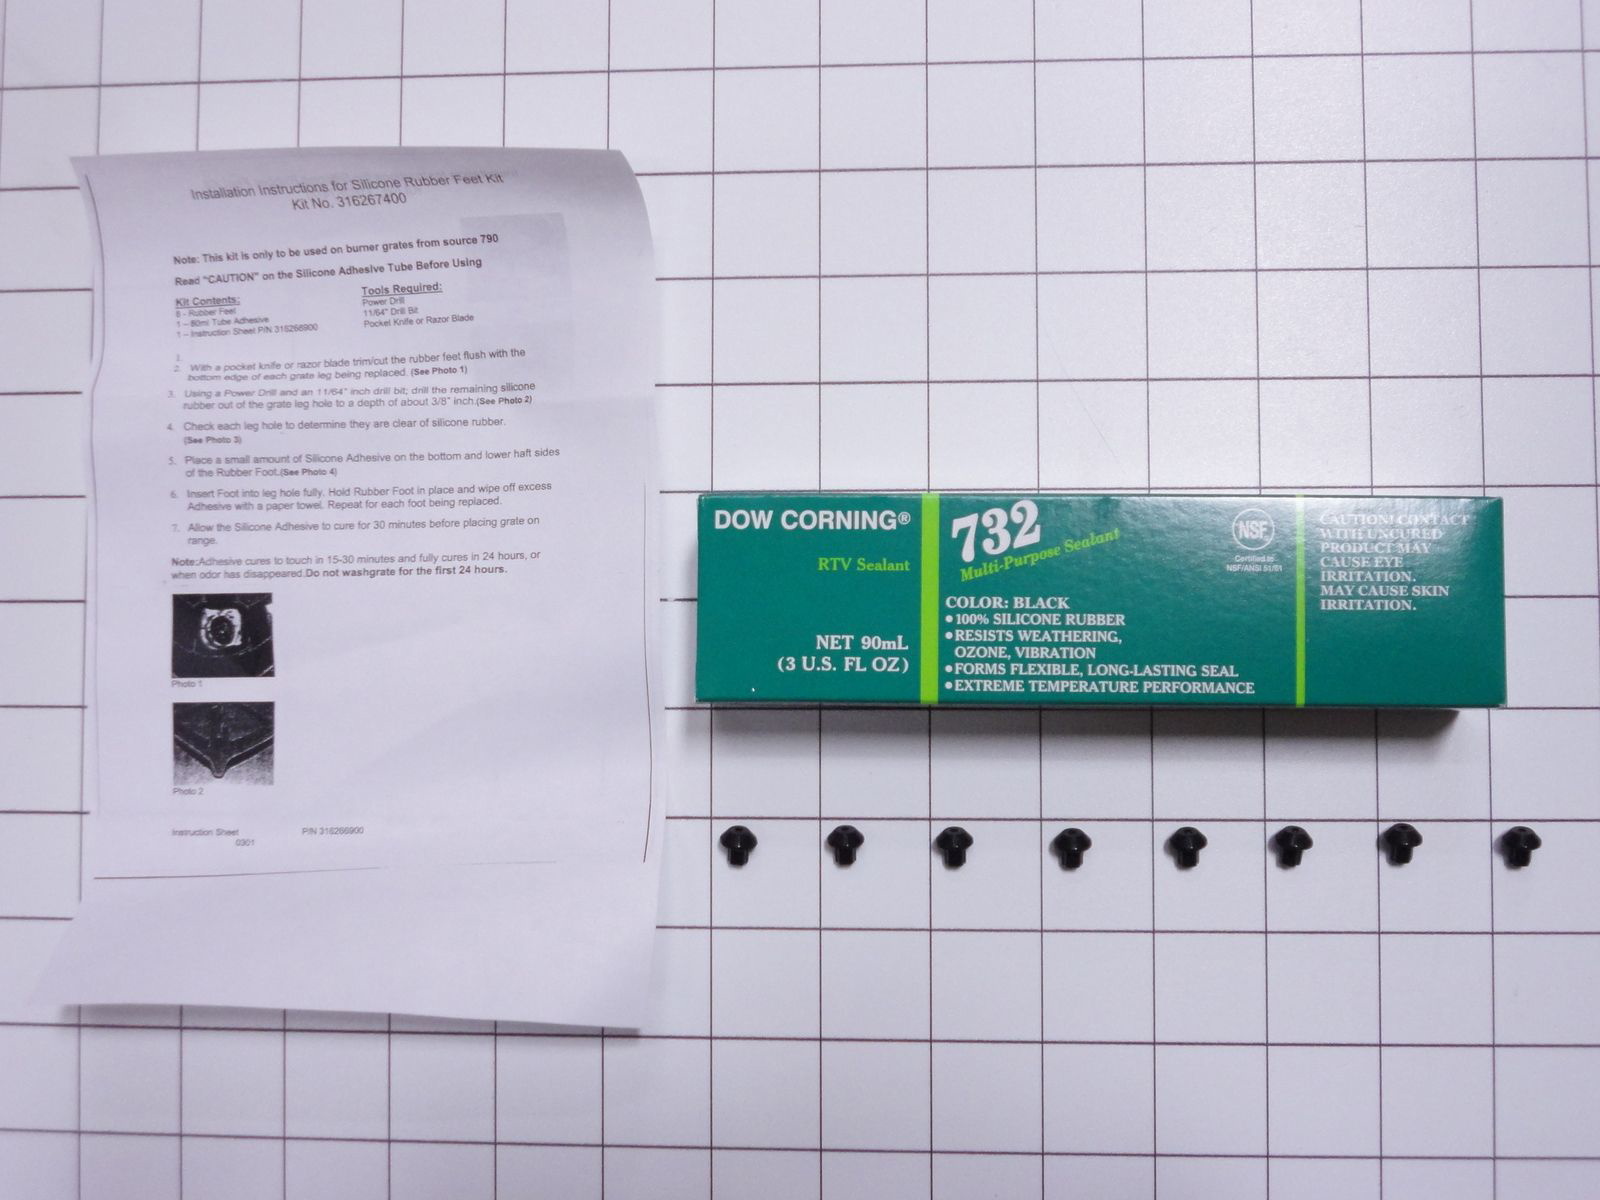 Installation Instructions for Silicone Rubber Feet Kit
Kit No. 316267400
Note: This kit is only to be used on burner grates from source 790
Read "CAUTION" on the Silicone Adhesive Tube Before Using
Kit Contents:
8 - Rubber Feet
1 - 80ml Tube Adhesive
1 - Instruction Sheet P/N 316266900
Tools Required:
Power Drill
11/64" Drill Bit
Pocket Knife or Razor Blade
1.
2. With a pocket knife or razor blade trim/cut the rubber feet flush with the
bottom edge of each grate leg being replaced. (See Photo 1)
3. Using a Power Drill and an 11/64" inch drill bit; drill the remaining silicone
rubber out of the grate leg hole to a depth of about 3/8" inch.(See Photo 2)
4. Check each leg hole to determine they are clear of silicone rubber.
(See Photo 3)
5. Place a small amount of Silicone Adhesive on the bottom and lower haft sides
of the Rubber Foot.(See Photo 4)
6. Insert Foot into leg hole fully. Hold Rubber Foot in place and wipe off excess
Adhesive with a paper towel. Repeat for each foot being replaced.
7. Allow the Silicone Adhesive to cure for 30 minutes before placing grate on
range.
Note:Adhesive cures to touch in 15-30 minutes and fully cures in 24 hours, or
when odor has disappeared.Do not washgrate for the first 24 hours.
Photo 1
Photo 2
Instruction Sheet P/N 316266900
0301
DOW CORNING®
RTV Sealant
NET 90mL
(3 U.S. FL OZ)
732
Multi-Purpose Sealant
COLOR: BLACK
•100% SILICONE RUBBER
•RESISTS WEATHERING,
OZONE, VIBRATION
•FORMS FLEXIBLE, LONG-LASTING SEAL
•EXTREME TEMPERATURE PERFORMANCE
NSF
Certified to
NSF/ANSI 51/61
CAUTION! CONTACT
WITH UNCURED
PRODUCT MAY
CAUSE EYE
IRRITATION.
MAY CAUSE SKIN
IRRITATION.